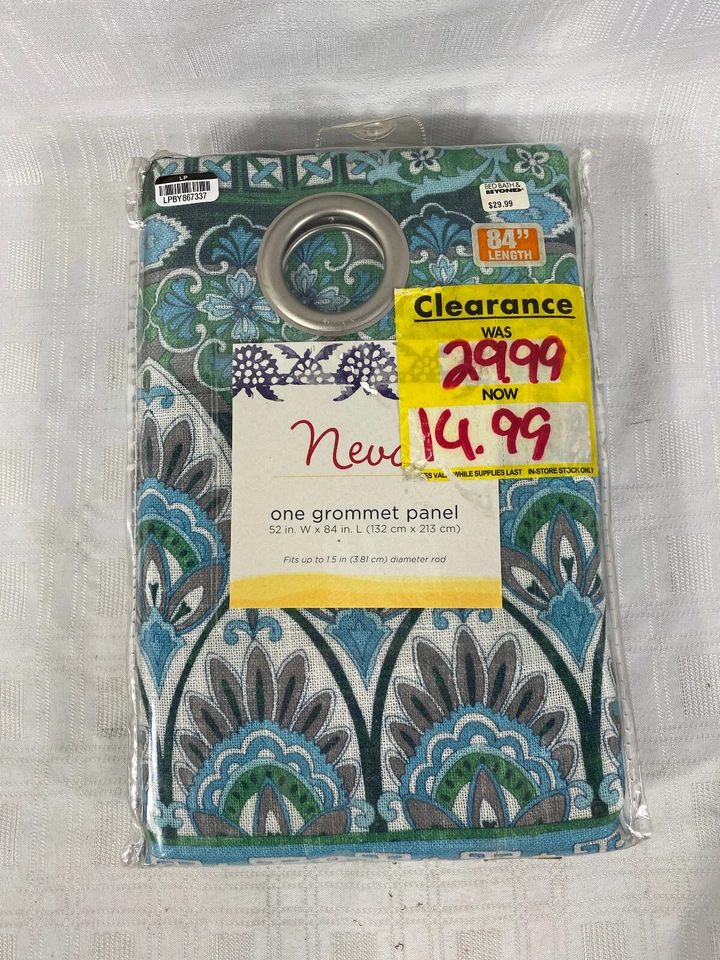 LP
LPBY867337
BED BATH &
BEYOND
$29.99
84"
LENGTH
Clearance
WAS
29.99
NOW
14.99
WHILE SUPPLIES LAST IN-STORE STOCK ONLY
one grommet panel
52 in. W x 84 in. L (132 cm x 213 cm)
Fits up to 1.5 in (3.81 cm) diameter rod